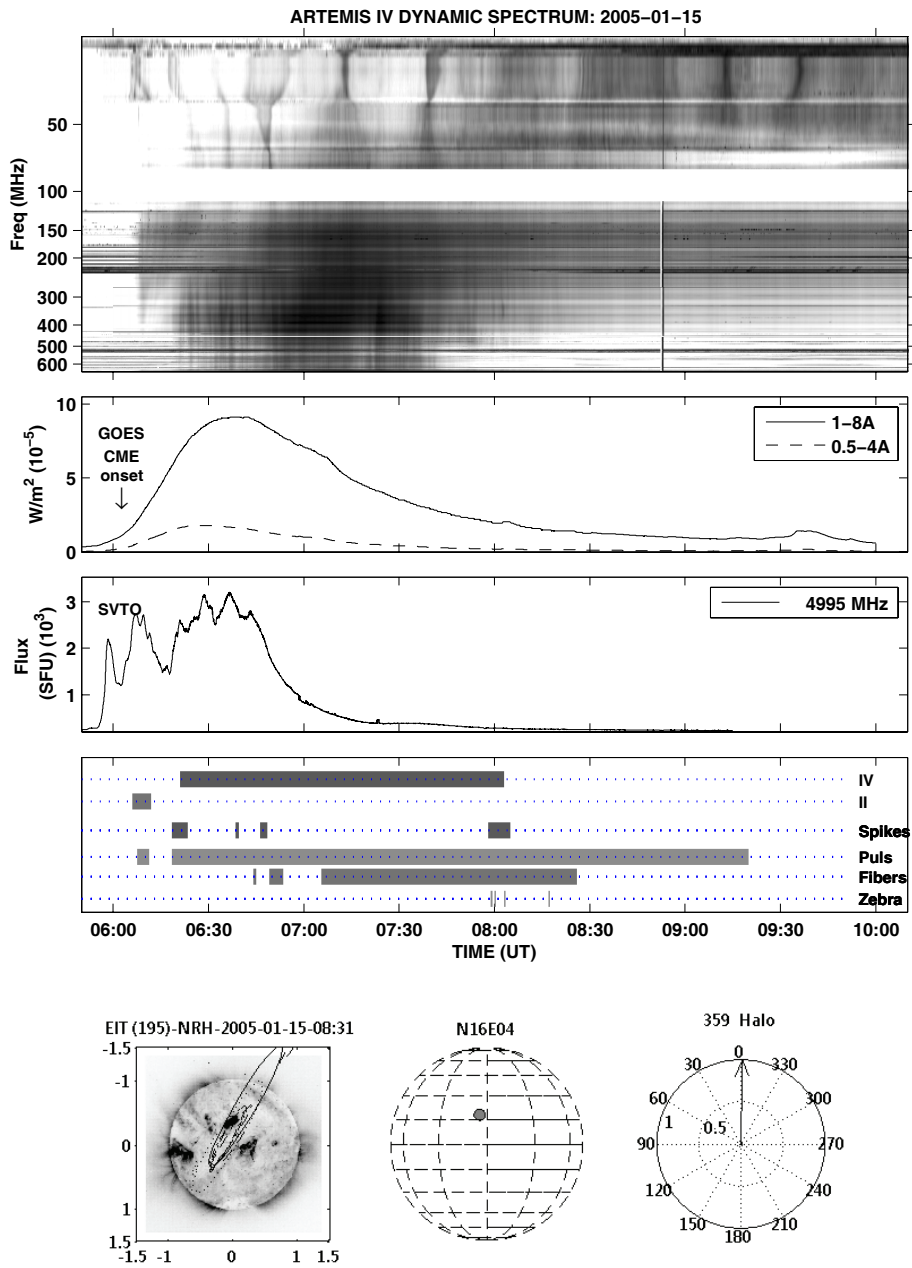 ARTEMIS IV DYNAMIC SPECTRUM: 2005−01−15
Freq (MHz)
50
100
150
200
300
400
500
600
W/m² (10⁻⁵)
10
5
0
GOES
CME
onset
1−8A
0.5−4A
Flux
(SFU) (10³)
3
2
1
SVTO
4995 MHz
IV
II
Spikes
Puls
Fibers
Zebra
06:00 06:30 07:00 07:30 08:00 08:30 09:00 09:30 10:00
TIME (UT)
EIT (195)-NRH-2005-01-15-08:31
-1.5
-1
0
1
1.5
-1.5 -1 0 1 1.5
N16E04
359 Halo
0
30 330
60 300
1 0.5
90 270
120 240
150 210
180